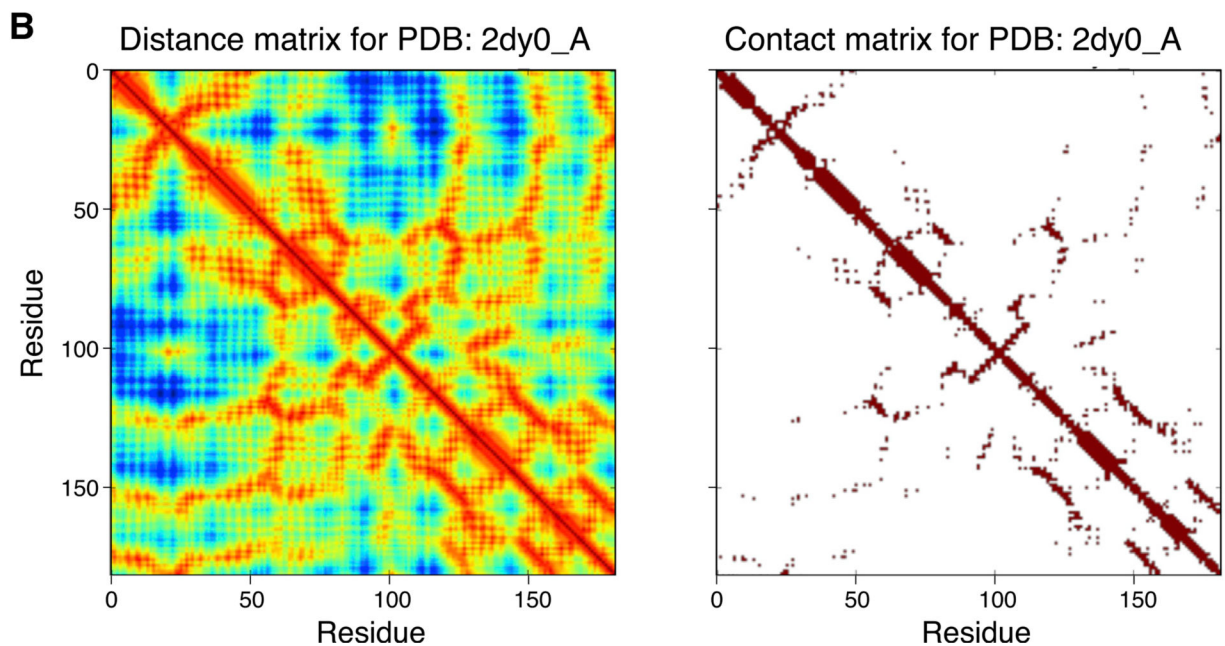 B
Distance matrix for PDB: 2dy0_A
Contact matrix for PDB: 2dy0_A
0
50
100
150
Residue
0 50 100 150
0 50 100 150
Residue
Residue